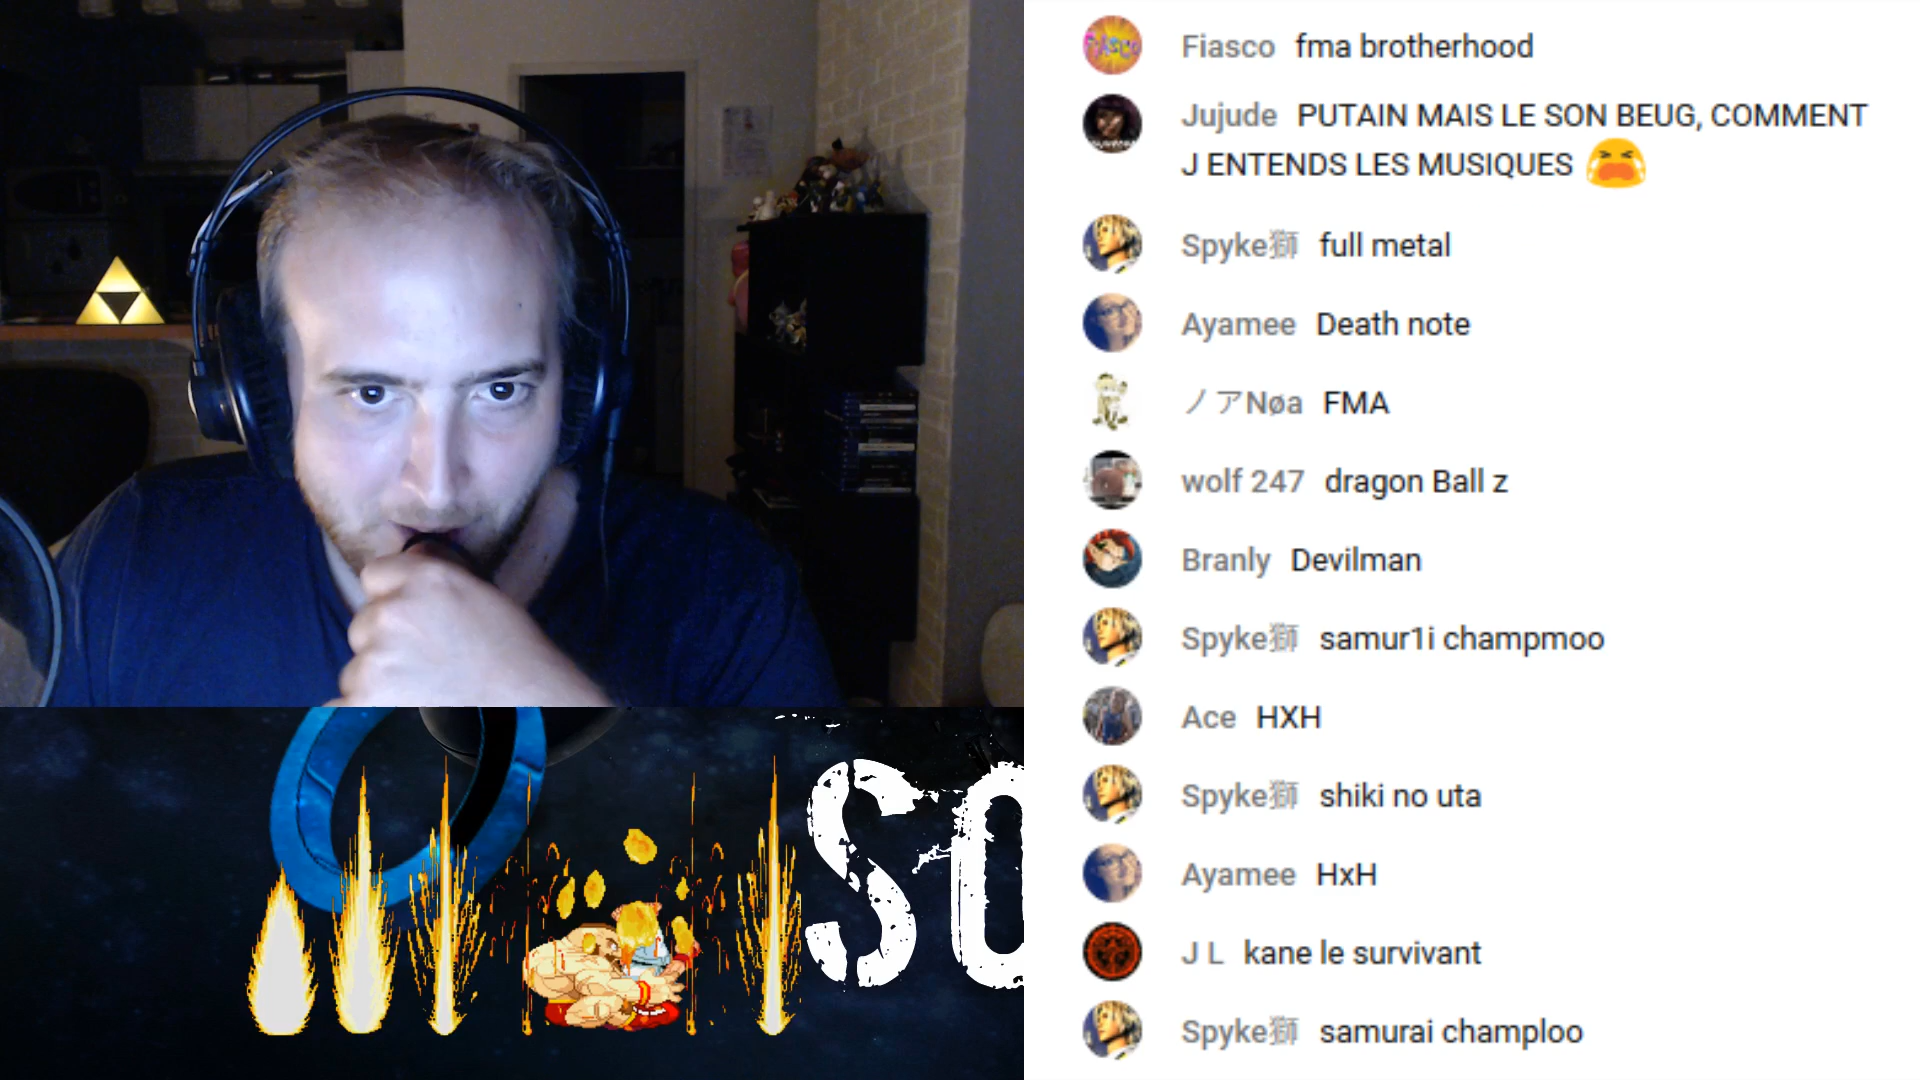 Fiasco fma brotherhood
Jujude PUTAIN MAIS LE SON BEUG, COMMENT
J ENTENDS LES MUSIQUES
Spyke獅 full metal
Ayamee Death note
ノアNøa FMA
wolf 247 dragon Ball z
Branly Devilman
Spyke獅 samur1i champmoo
Ace HXH
Spyke獅 shiki no uta
Ayamee HxH
J L kane le survivant
Spyke獅 samurai champloo
SO